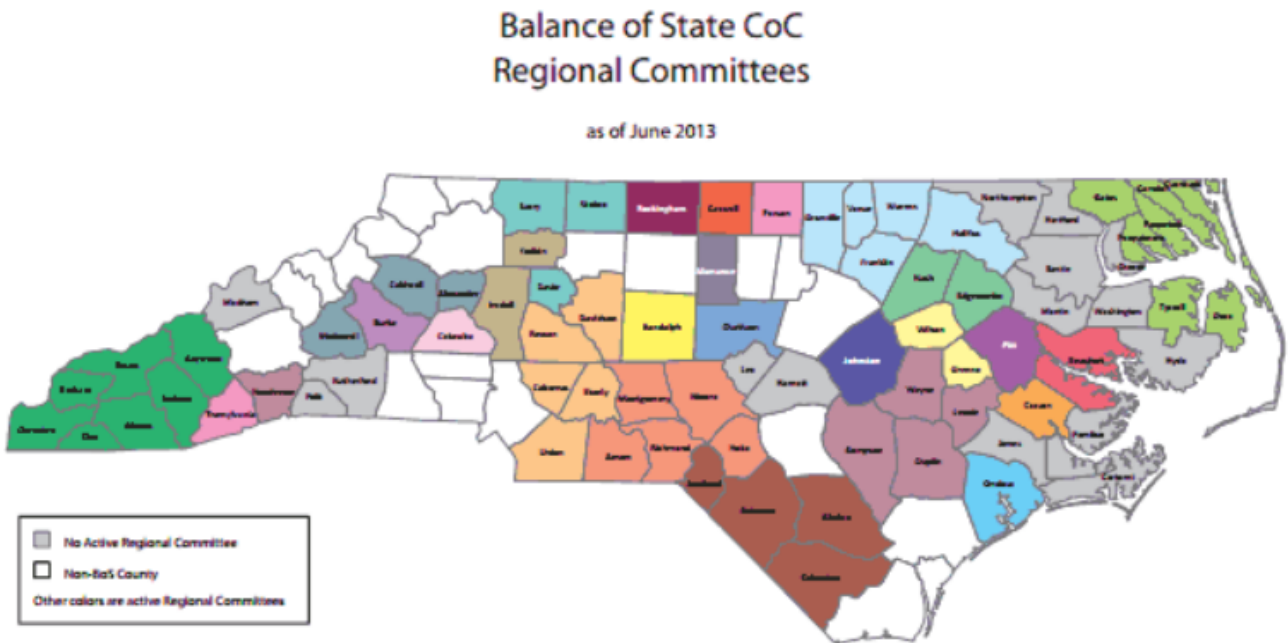 Balance of State CoC
Regional Committees
as of June 2013
Northampton
Gates
Surry
Stokes
Rockingham
Caswell
Person
Granville
Vance
Warren
Halifax
Hertford
Yadkin
Alamance
Franklin
Bertie
Caldwell
Alexander
Iredell
Davie
Davidson
Nash
Edgecombe
Martin
Washington
Tyrrell
Dare
Madison
McDowell
Burke
Catawba
Rowan
Randolph
Chatham
Johnston
Wilson
Pitt
Beaufort
Hyde
Haywood
Swain
Graham
Jackson
Henderson
Rutherford
Polk
Lee
Harnett
Wayne
Greene
Lenoir
Craven
Pamlico
Cherokee
Clay
Macon
Transylvania
Cabarrus
Stanly
Montgomery
Moore
Union
Anson
Richmond
Hoke
Scotland
Sampson
Duplin
Jones
Onslow
Carteret
Robeson
Bladen
Columbus
No Active Regional Committee
Non-BoS County
Other colors are active Regional Committees